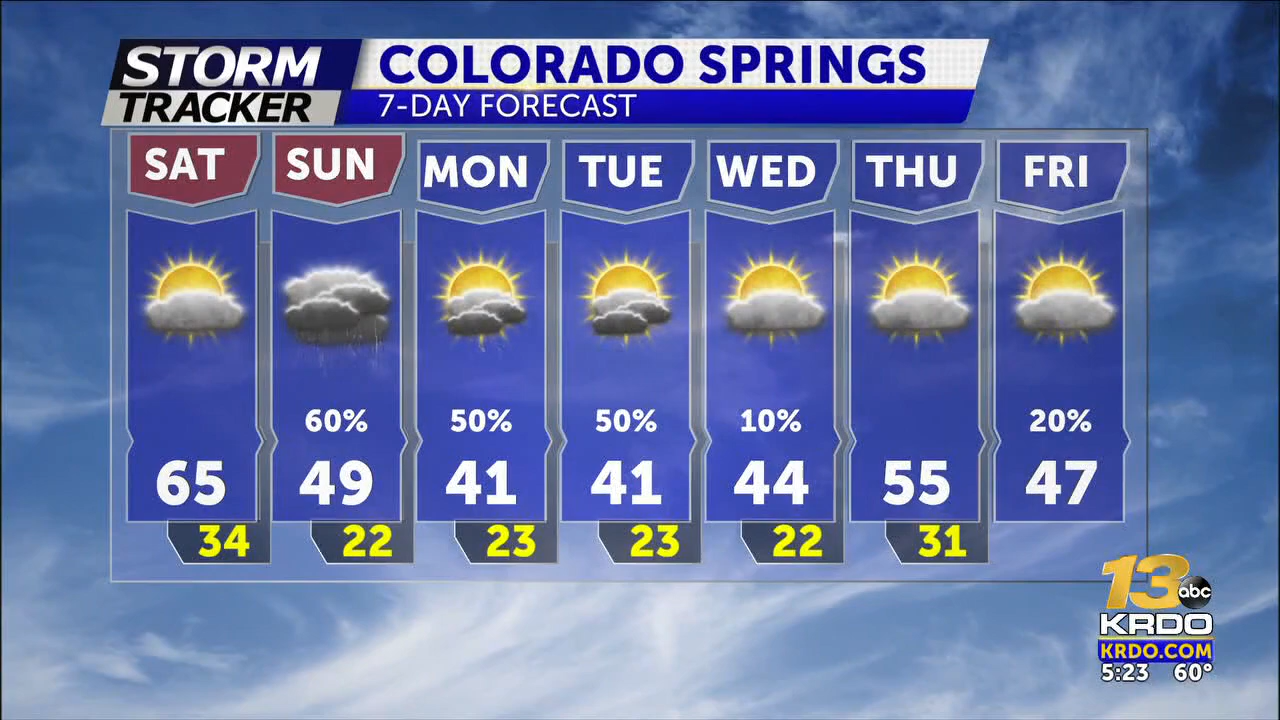 STORM
TRACKER
COLORADO SPRINGS
7-DAY FORECAST
SAT SUN MON TUE WED THU FRI
60% 50% 50% 10% 20%
65 49 41 41 44 55 47
34 22 23 23 22 31
13 abc
KRDO
KRDO.COM
5:23 60°